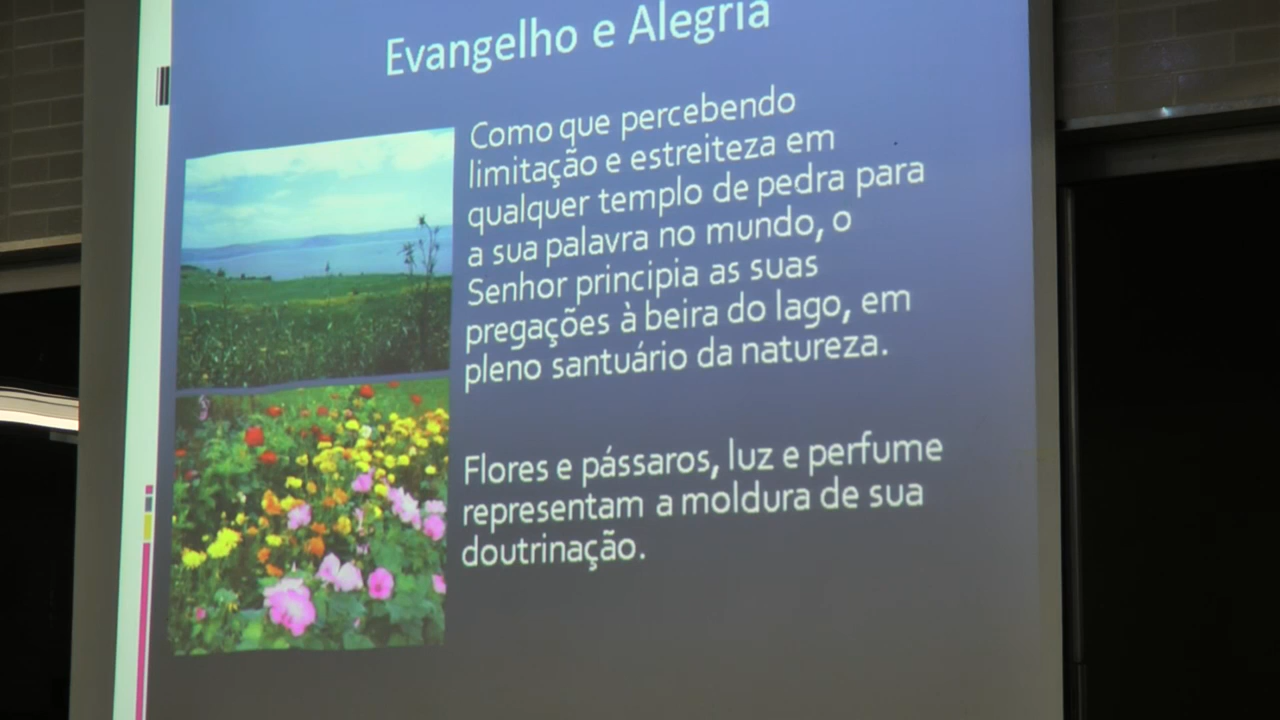 Evangelho e Alegria
Como que percebendo
limitação e estreiteza em
qualquer templo de pedra para
a sua palavra no mundo, o
Senhor principia as suas
pregações à beira do lago, em
pleno santuário da natureza.
Flores e pássaros, luz e perfume
representam a moldura de sua
doutrinação.